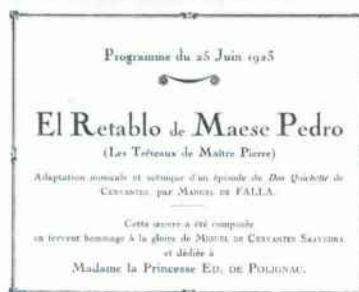 Programme du 25 Juin 1923
El Retablo de Maese Pedro
(Les Tréteaux de Maître Pierre)
Adaptation musicale et scénique d'un épisode de Don Quichotte de
CERVANTES, par MANUEL DE FALLA.
Cette œuvre a été composée
en fervent hommage à la gloire de MIGUEL DE CERVANTES SAAVEDRA
et dédiée à
Madame la Princesse ED. DE POLIGNAC.